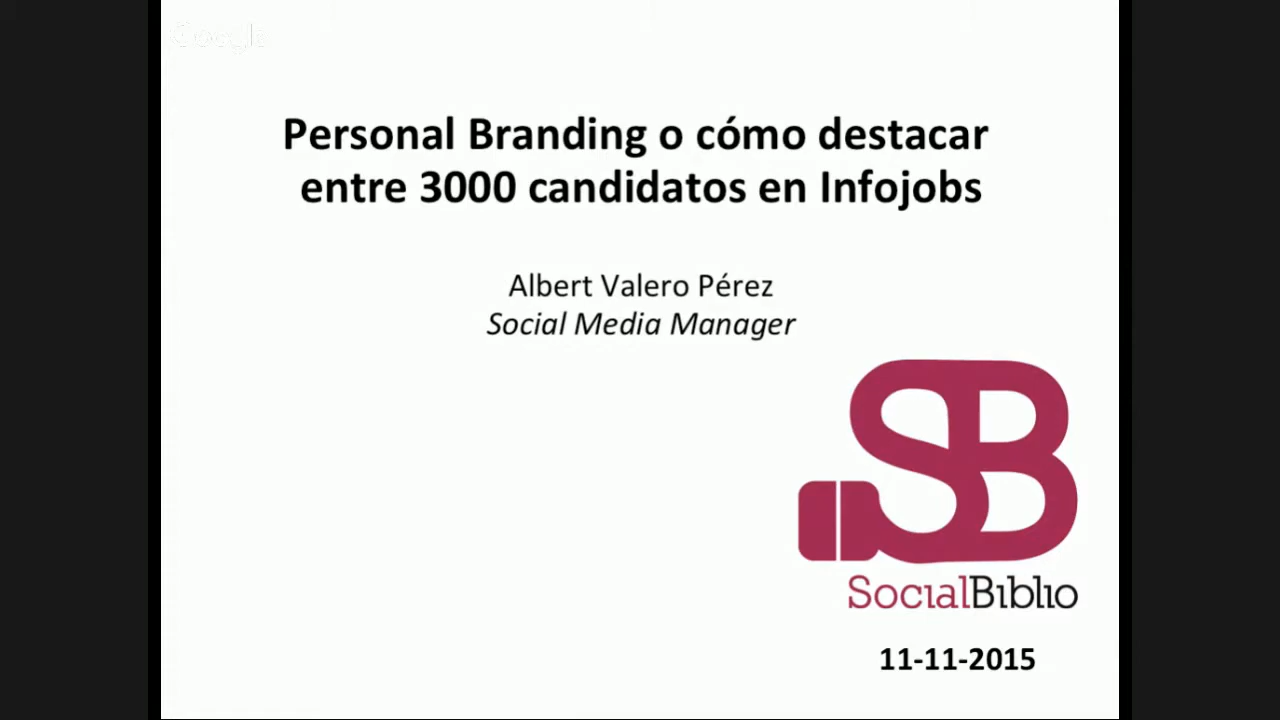 Google
Personal Branding o cómo destacar
entre 3000 candidatos en Infojobs
Albert Valero Pérez
Social Media Manager
SB
SocialBiblio
11-11-2015